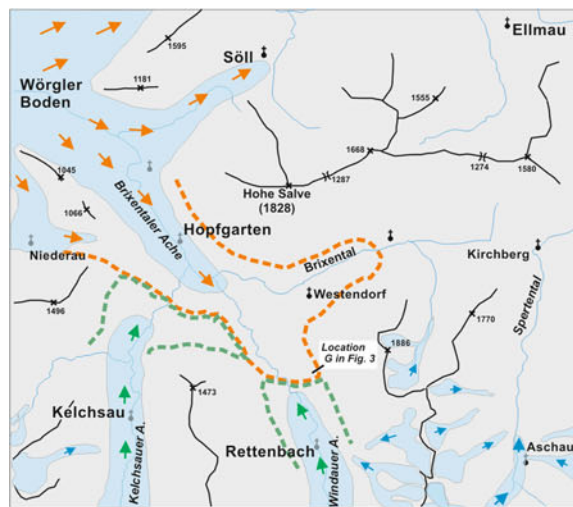 1595
Ellmau
Söll
Wörgler
Boden
1181
1555
1668
1045
1274
1580
1287
Hohe Salve
(1828)
1066
Brixentaler Ache
Hopfgarten
Niederau
Brixental
Kirchberg
Westendorf
1496
1770
Spertental
Location
G in Fig. 3
1886
1473
Kelchsau
Kelchsauer A.
Rettenbach
Windauer A.
Aschau